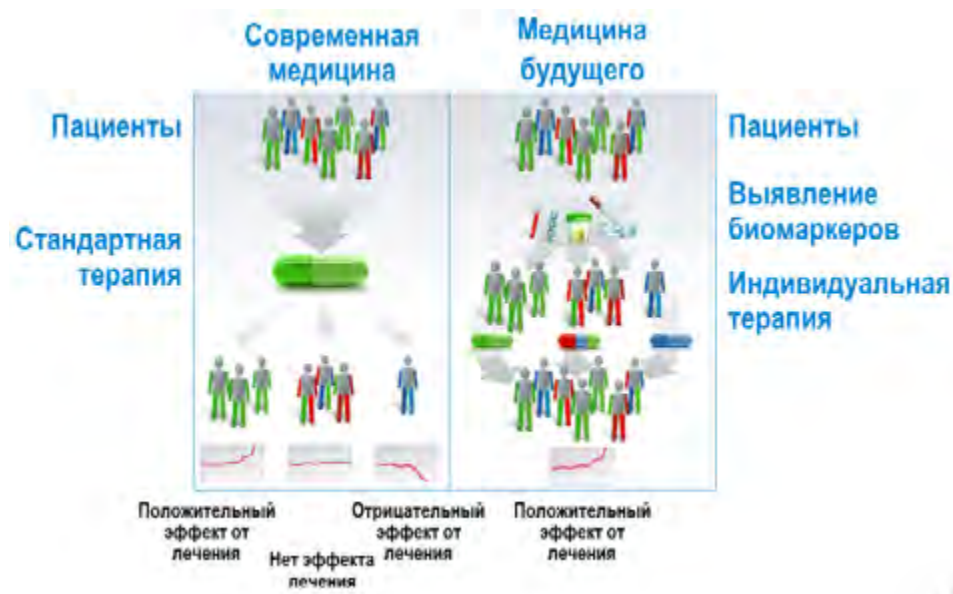 Современная
медицина
Медицина
будущего
Пациенты
Стандартная
терапия
Пациенты
Выявление
биомаркеров
Индивидуальная
терапия
Положительный
эффект от
лечения
Нет эффекта
лечения
Отрицательный
эффект от
лечения
Положительный
эффект от
лечения